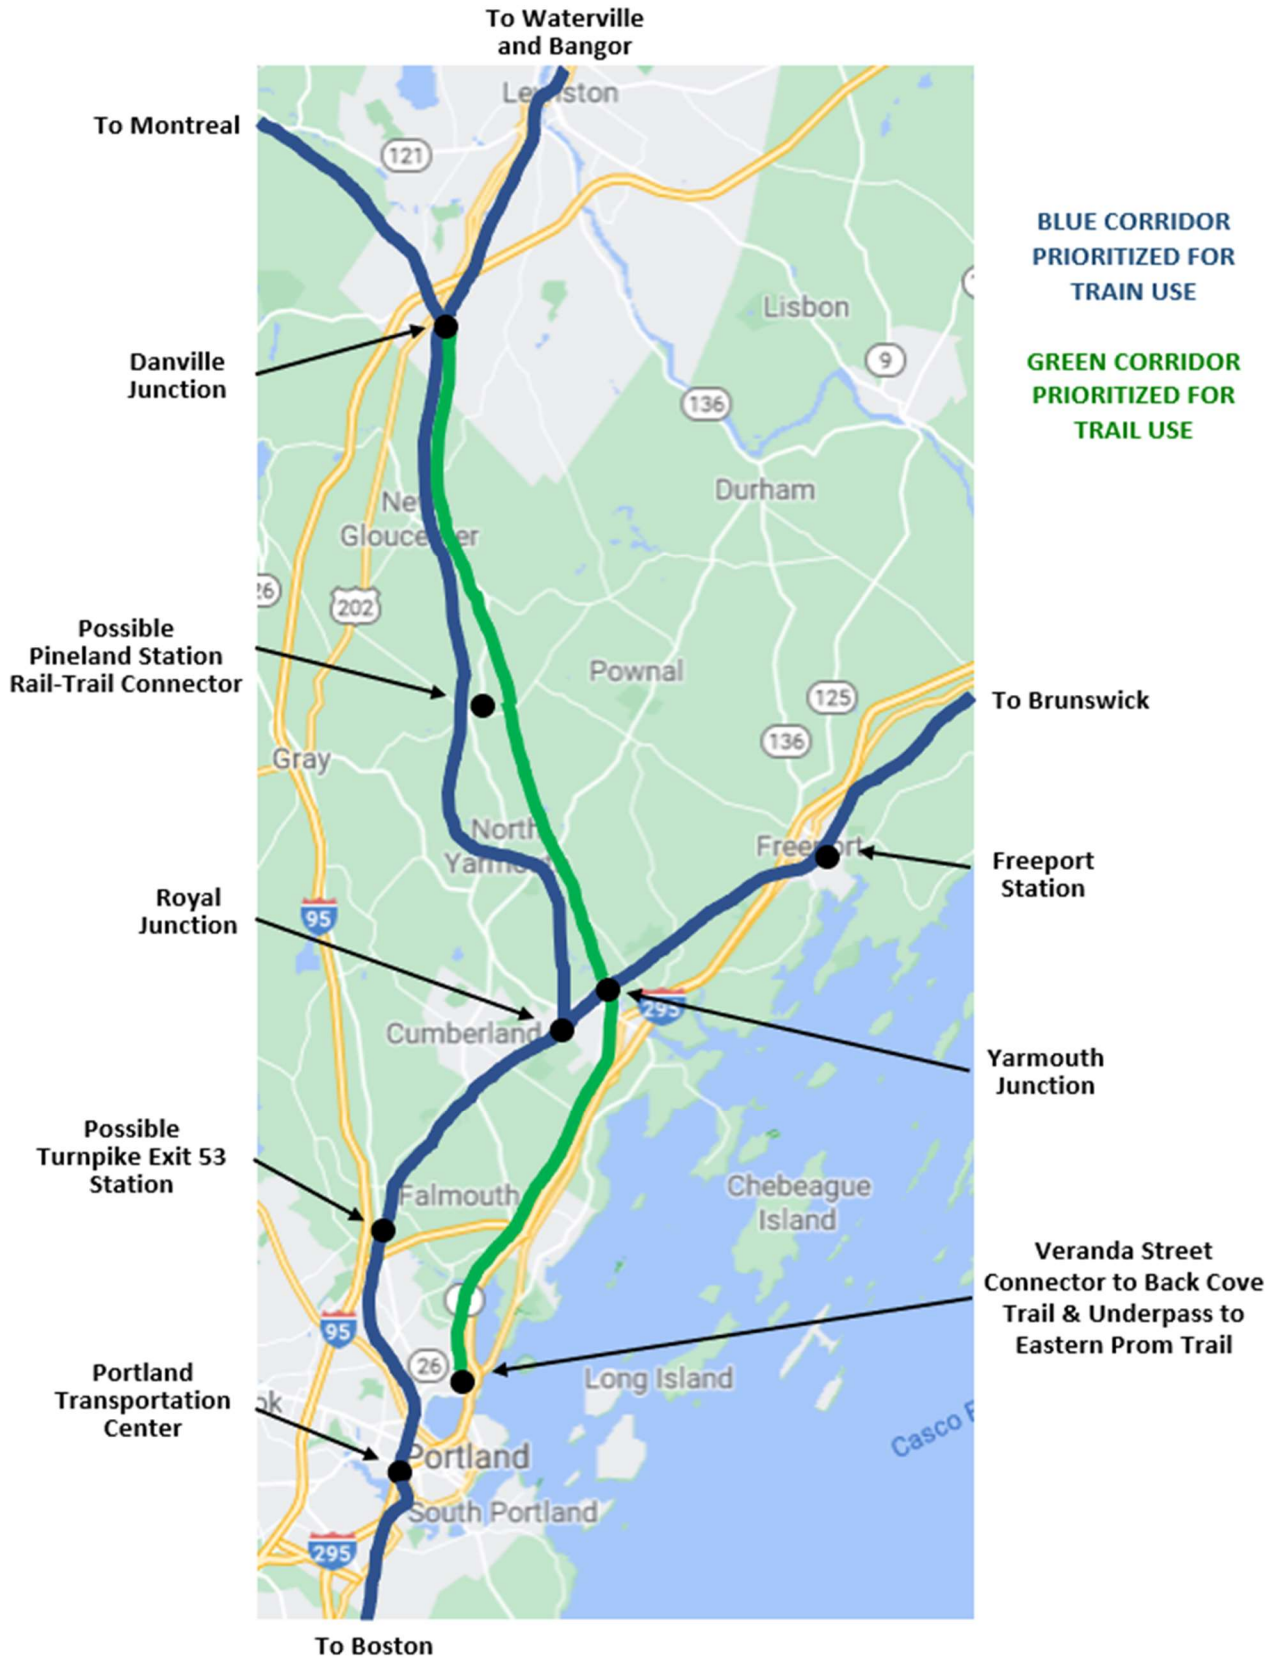 To Waterville
and Bangor
To Montreal
121
BLUE CORRIDOR
PRIORITIZED FOR
TRAIN USE
Lisbon
Danville
Junction
9
GREEN CORRIDOR
PRIORITIZED FOR
TRAIL USE
136
Durham
202
Possible
Pineland Station
Rail-Trail Connector
Pownal
125
To Brunswick
136
Gray
North
Freeport
Freeport
Station
Royal
Junction
95
295
Cumberland
Yarmouth
Junction
Possible
Turnpike Exit 53
Station
Falmouth
Chebeague
Island
Veranda Street
Connector to Back Cove
Trail & Underpass to
Eastern Prom Trail
95
26
Long Island
Portland
Transportation
Center
Casco
Portland
South Portland
295
To Boston